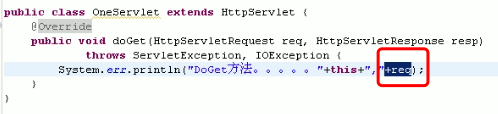 public class OneServlet extends HttpServlet {
@Override
public void doGet(HttpServletRequest req, HttpServletResponse resp)
throws ServletException, IOException {
System.err.println("DoGet方法。。。。。"+this+","+req);
}
}